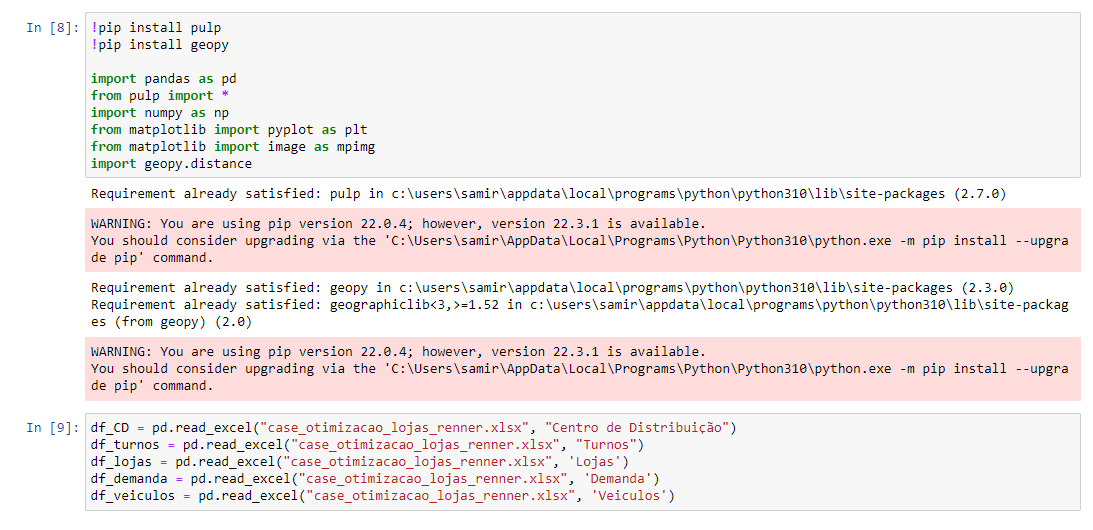 In [8]: !pip install pulp
!pip install geopy
import pandas as pd
from pulp import *
import numpy as np
from matplotlib import pyplot as plt
from matplotlib import image as mpimg
import geopy.distance
Requirement already satisfied: pulp in c:\users\samir\appdata\local\programs\python\python310\lib\site-packages (2.7.0)
WARNING: You are using pip version 22.0.4; however, version 22.3.1 is available.
You should consider upgrading via the 'C:\Users\samir\AppData\Local\Programs\Python\Python310\python.exe -m pip install --upgra
de pip' command.
Requirement already satisfied: geopy in c:\users\samir\appdata\local\programs\python\python310\lib\site-packages (2.3.0)
Requirement already satisfied: geographiclib<3,>=1.52 in c:\users\samir\appdata\local\programs\python\python310\lib\site-packag
es (from geopy) (2.0)
WARNING: You are using pip version 22.0.4; however, version 22.3.1 is available.
You should consider upgrading via the 'C:\Users\samir\AppData\Local\Programs\Python\Python310\python.exe -m pip install --upgra
de pip' command.
In [9]: df_CD = pd.read_excel("case_otimizacao_lojas_renner.xlsx", "Centro de Distribuição")
df_turnos = pd.read_excel("case_otimizacao_lojas_renner.xlsx", "Turnos")
df_lojas = pd.read_excel("case_otimizacao_lojas_renner.xlsx", 'Lojas')
df_demanda = pd.read_excel("case_otimizacao_lojas_renner.xlsx", 'Demanda')
df_veiculos = pd.read_excel("case_otimizacao_lojas_renner.xlsx", 'Veiculos')